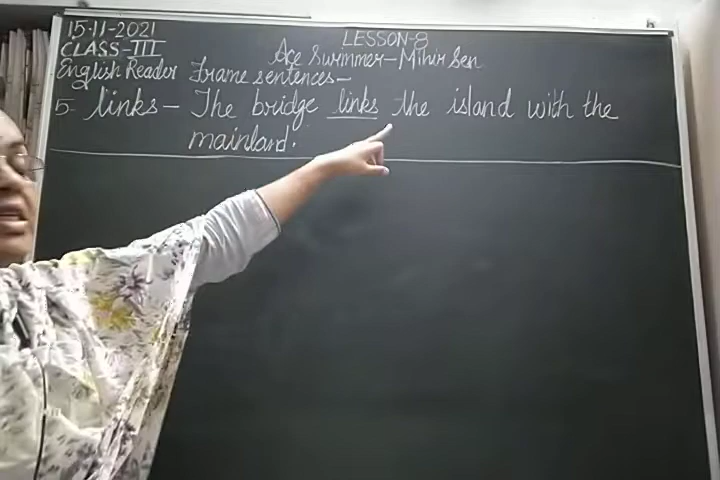 15-11-2021
LESSON-8
CLASS-III
Ace Swimmer-Mihir Sen
English Reader Frame sentences-
5- links- The bridge links the island with the
mainland.